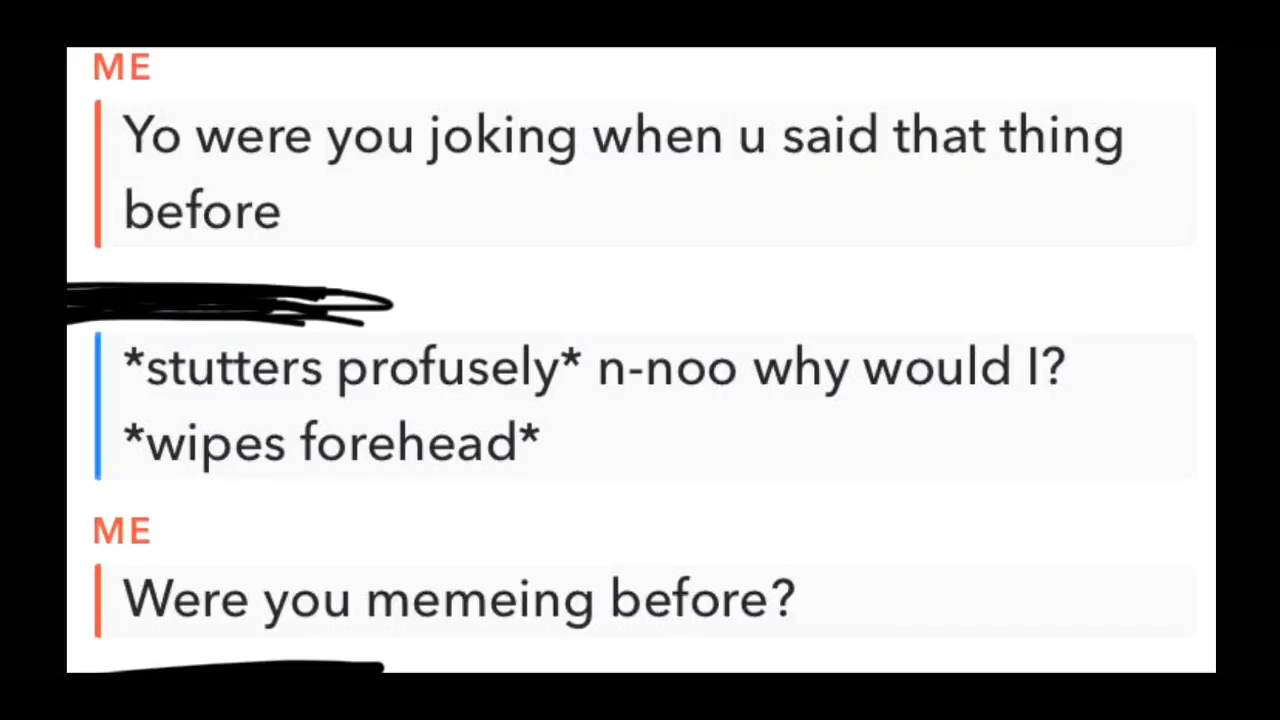 ME
Yo were you joking when u said that thing
before
*stutters profusely* n-noo why would I?
*wipes forehead*
ME
Were you memeing before?